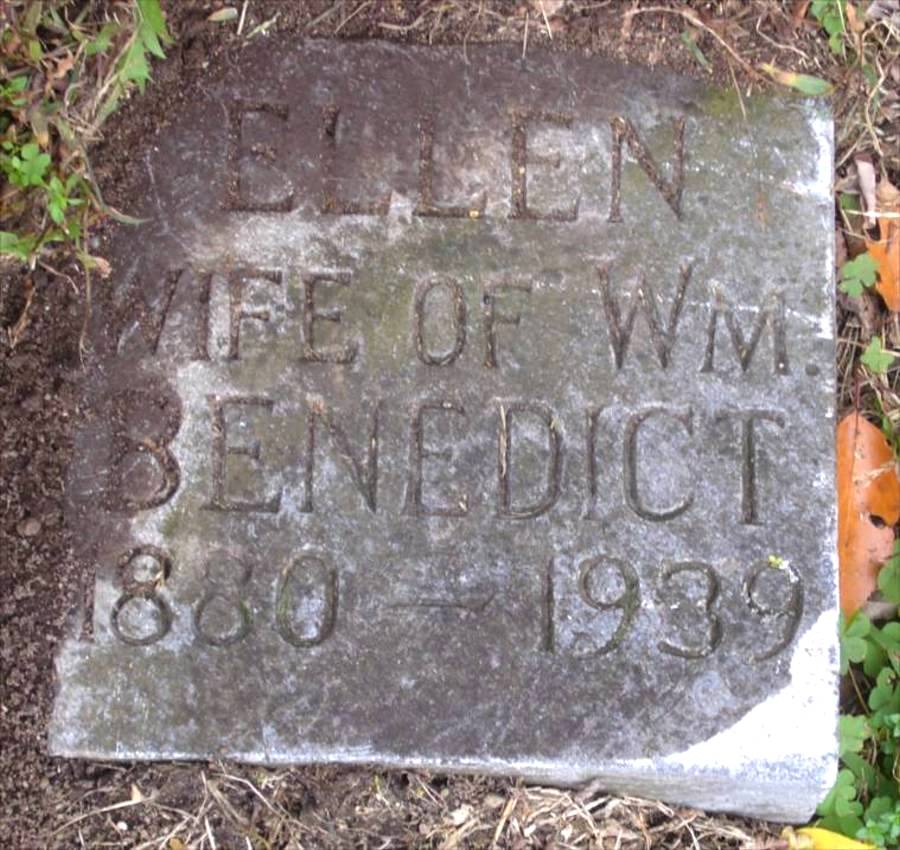 ELLEN
WIFE OF WM.
BENEDICT
1880 - 1939